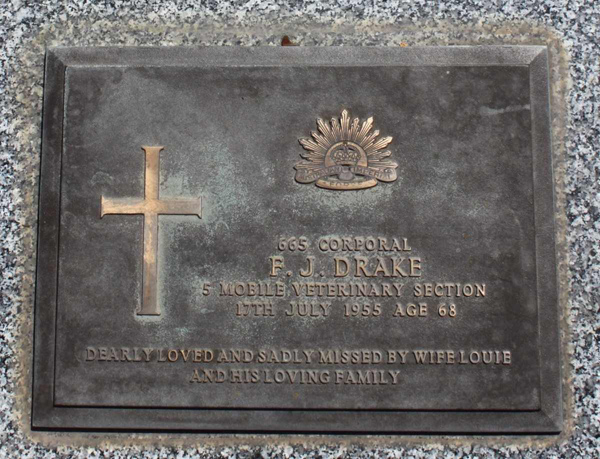 665 CORPORAL
F. J. DRAKE
5 MOBILE VETERINARY SECTION
17TH JULY 1955 AGE 68
DEARLY LOVED AND SADLY MISSED BY WIFE LOUIE
AND HIS LOVING FAMILY